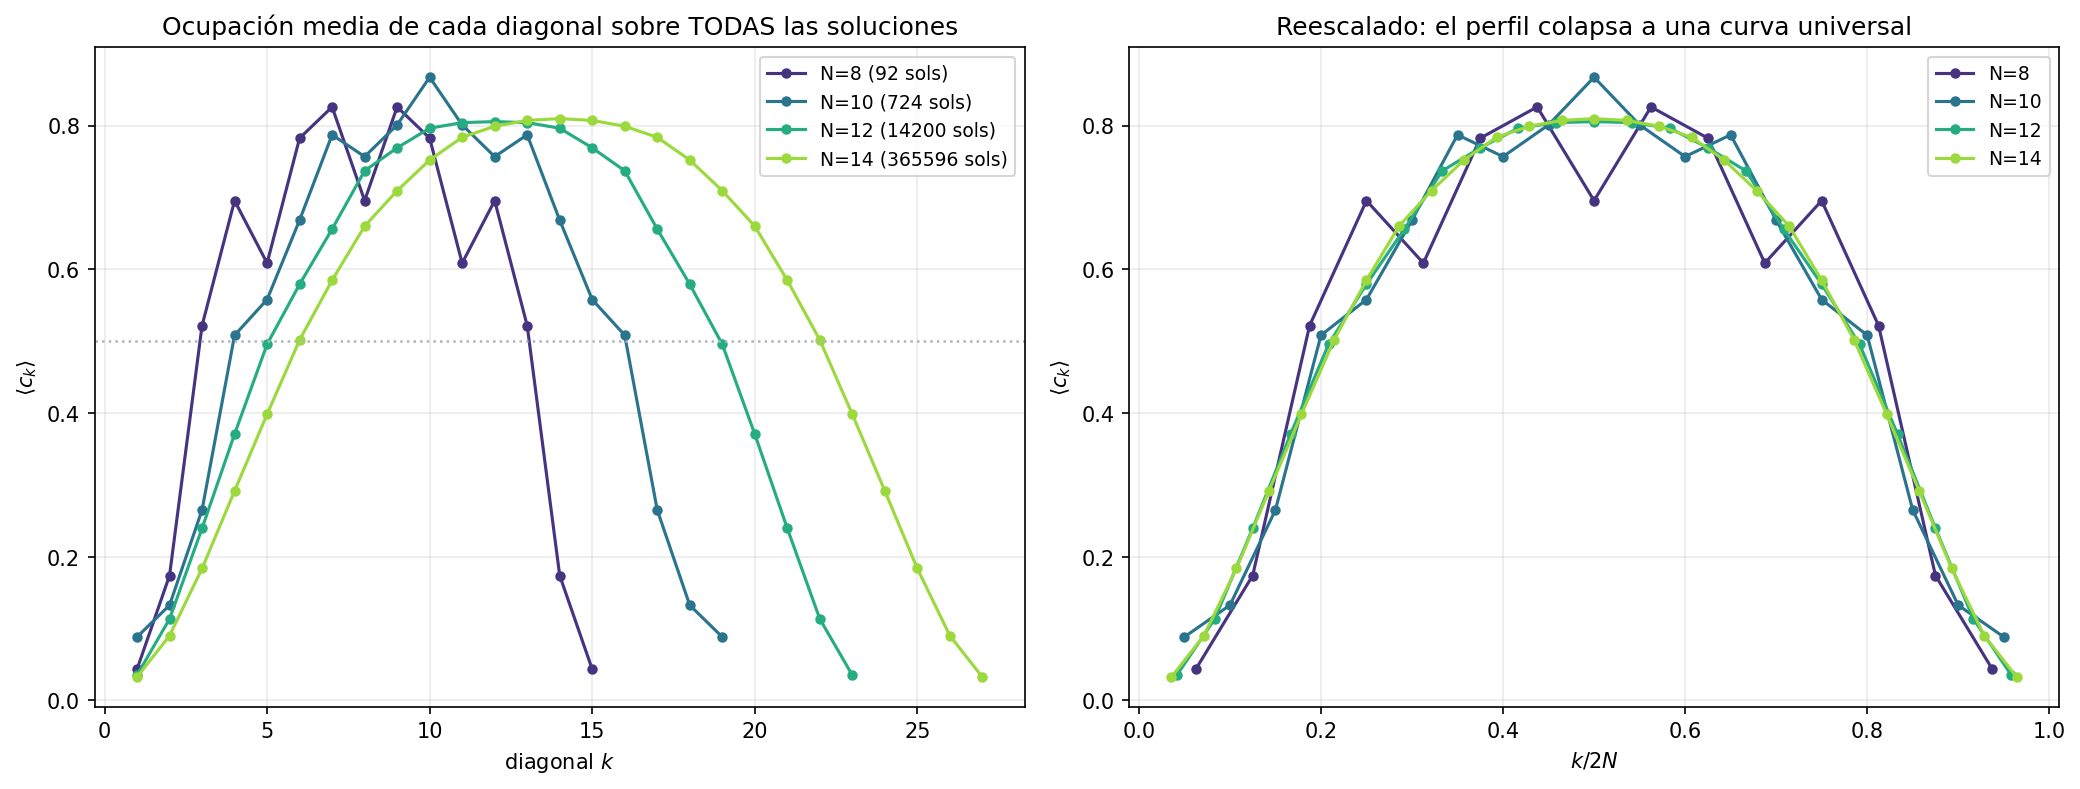 Ocupación media de cada diagonal sobre TODAS las soluciones
N=8 (92 sols)
N=10 (724 sols)
N=12 (14200 sols)
N=14 (365596 sols)
⟨c_k⟩
0.8
0.6
0.4
0.2
0.0
0 5 10 15 20 25
diagonal k
Reescalado: el perfil colapsa a una curva universal
N=8
N=10
N=12
N=14
⟨c_k⟩
0.8
0.6
0.4
0.2
0.0
0.0 0.2 0.4 0.6 0.8 1.0
k/2N